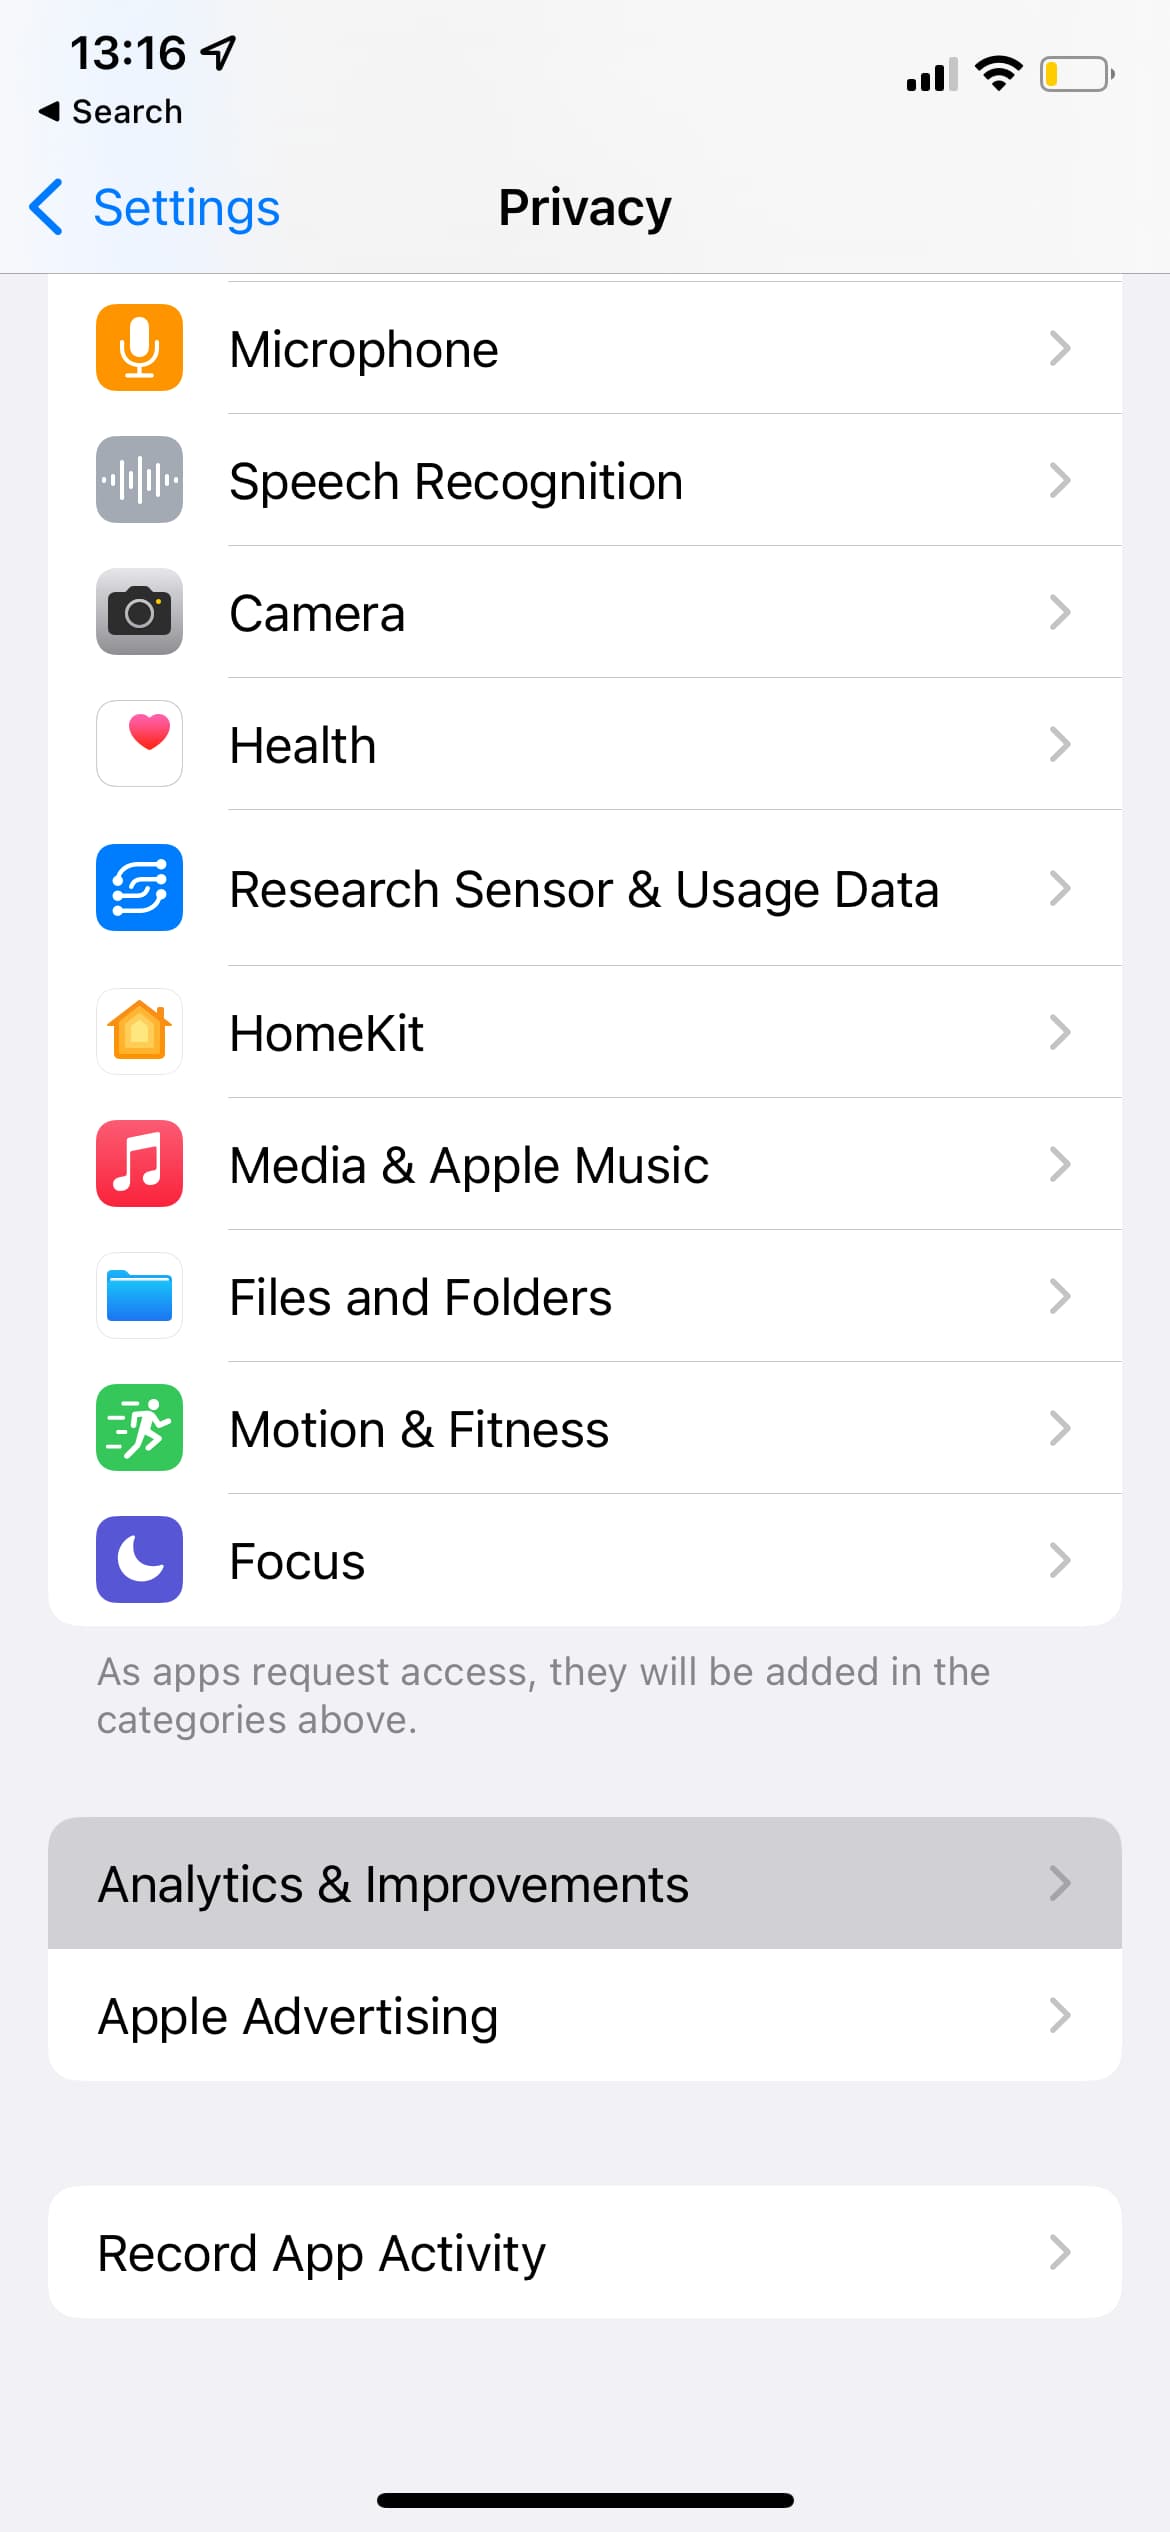 13:16
Search
Settings
Privacy
Microphone
Speech Recognition
Camera
Health
Research Sensor & Usage Data
HomeKit
Media & Apple Music
Files and Folders
Motion & Fitness
Focus
As apps request access, they will be added in the
categories above.
Analytics & Improvements
Apple Advertising
Record App Activity